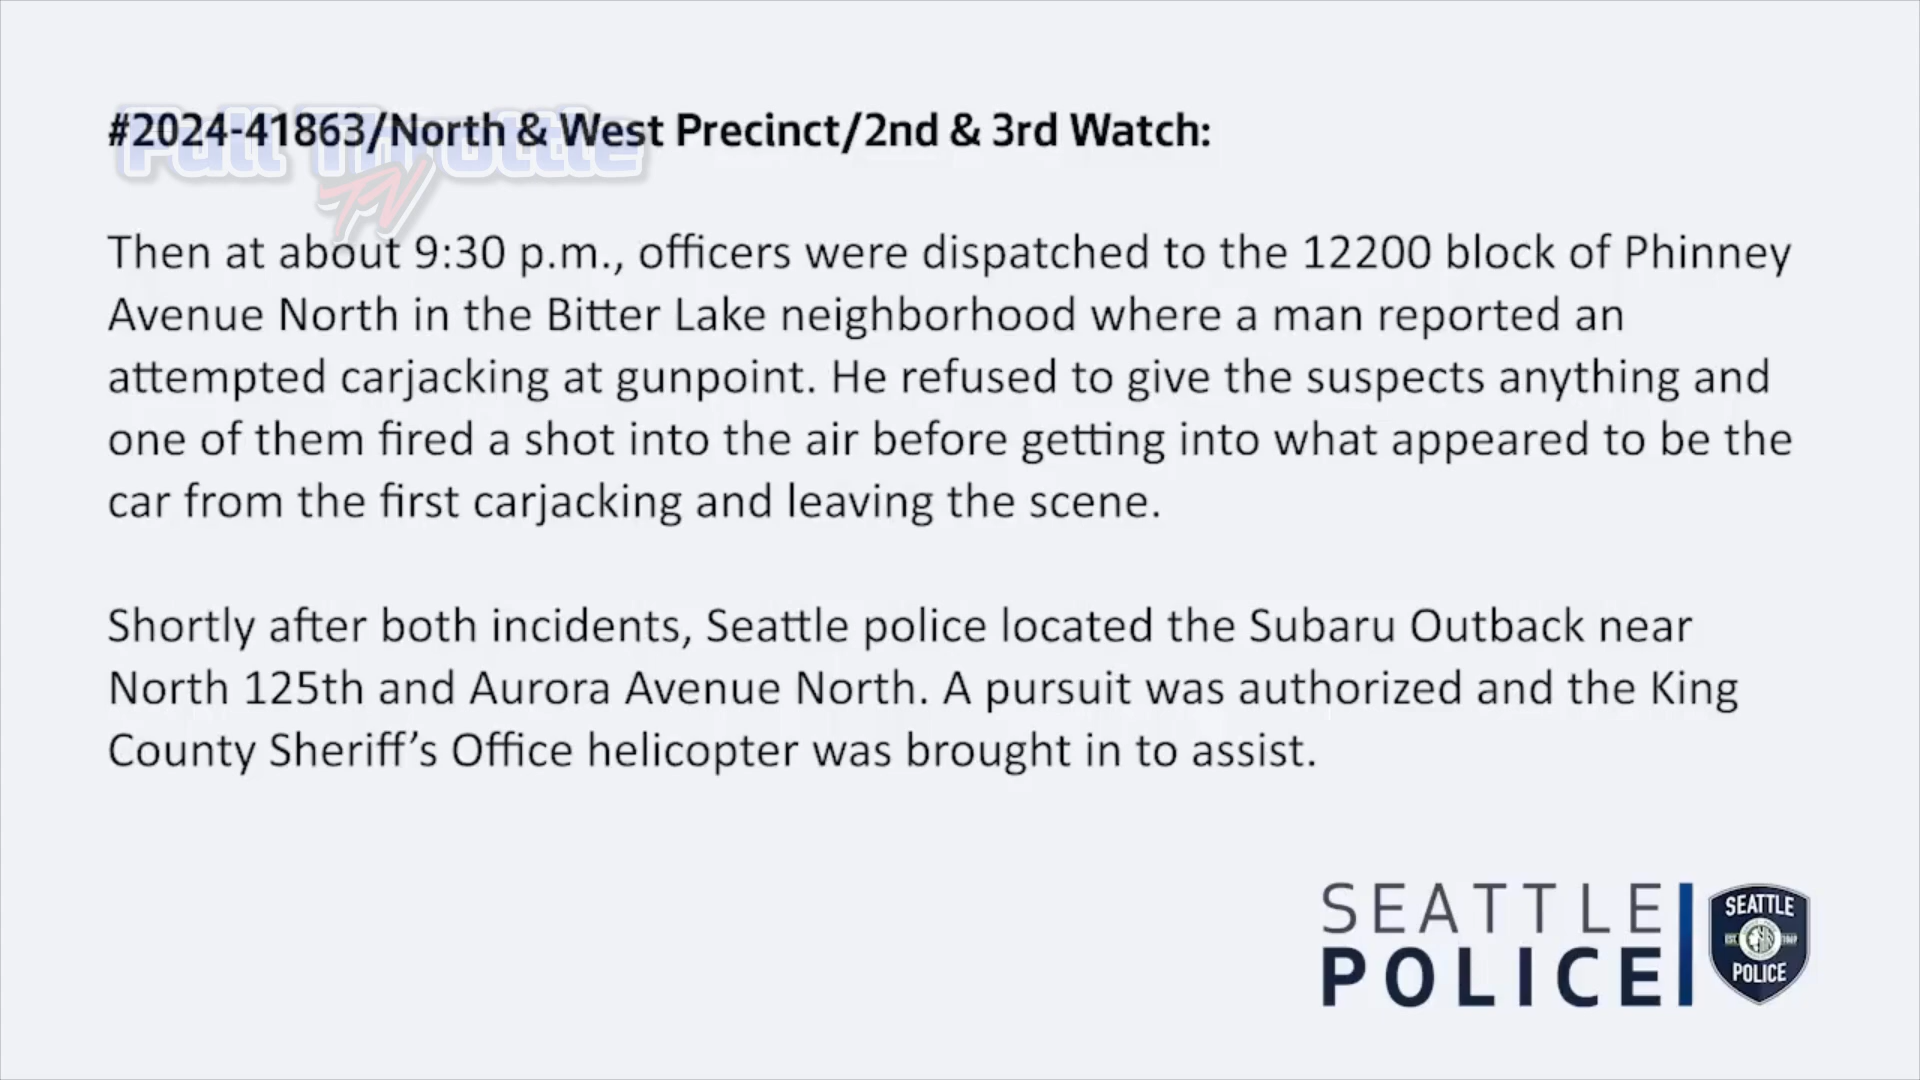 #2024-41863/North & West Precinct/2nd & 3rd Watch:
Full Throttle
TV
Then at about 9:30 p.m., officers were dispatched to the 12200 block of Phinney
Avenue North in the Bitter Lake neighborhood where a man reported an
attempted carjacking at gunpoint. He refused to give the suspects anything and
one of them fired a shot into the air before getting into what appeared to be the
car from the first carjacking and leaving the scene.
Shortly after both incidents, Seattle police located the Subaru Outback near
North 125th and Aurora Avenue North. A pursuit was authorized and the King
County Sheriff’s Office helicopter was brought in to assist.
SEATTLE
POLICE
SEATTLE
POLICE